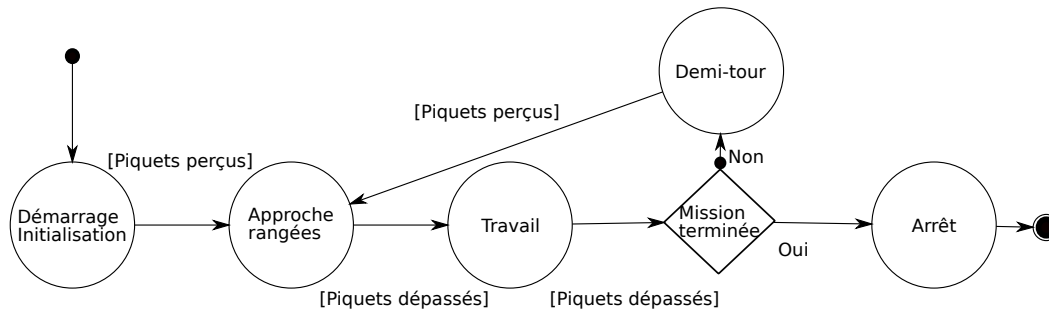 Demi-tour
[Piquets perçus]
Non
[Piquets perçus]
Démarrage
Initialisation
Approche
rangées
Travail
Mission
terminée
Oui
Arrêt
[Piquets dépassés]
[Piquets dépassés]